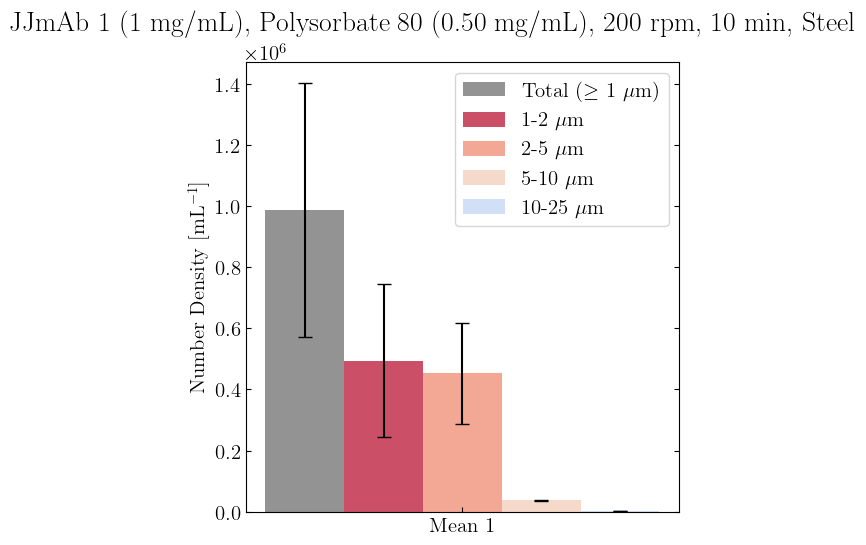 JJmAb 1 (1 mg/mL), Polysorbate 80 (0.50 mg/mL), 200 rpm, 10 min, Steel
×10⁶
1.4
1.2
1.0
0.8
0.6
0.4
0.2
0.0
Number Density [mL⁻¹]
Total (≥ 1 μm)
1-2 μm
2-5 μm
5-10 μm
10-25 μm
Mean 1